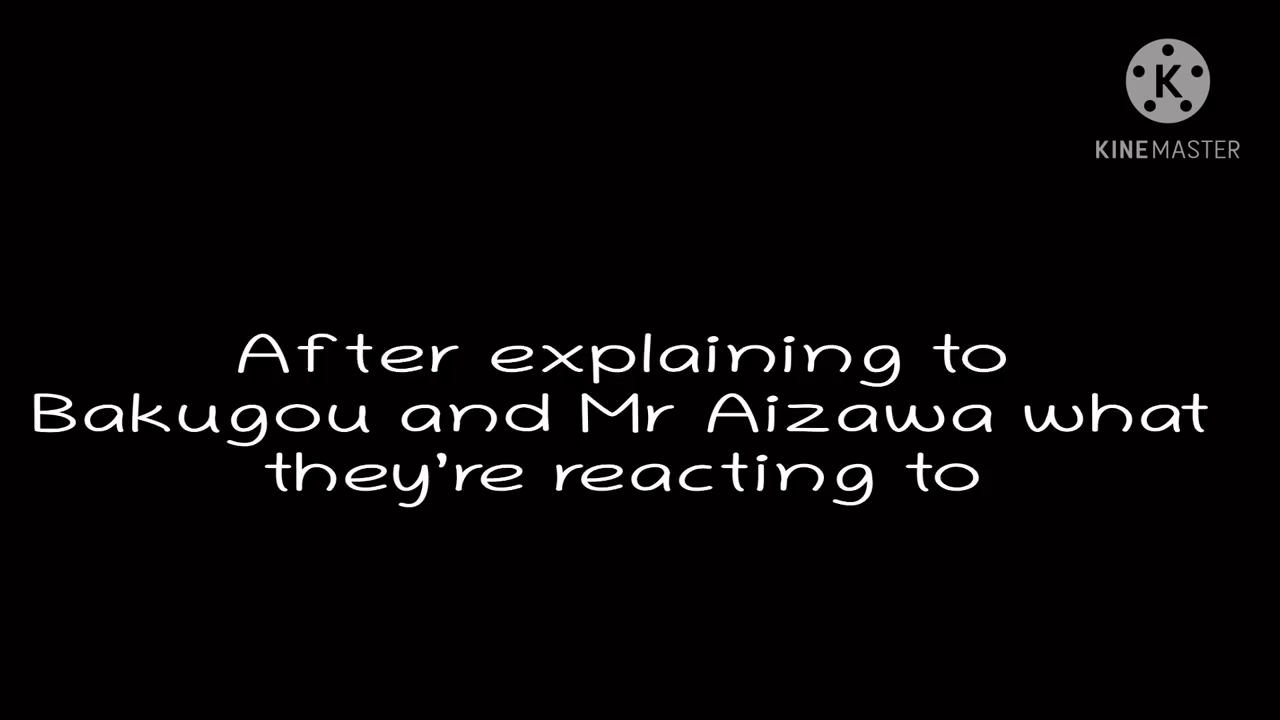 K
KINEMASTER
After explaining to
Bakugou and Mr Aizawa what
they're reacting to